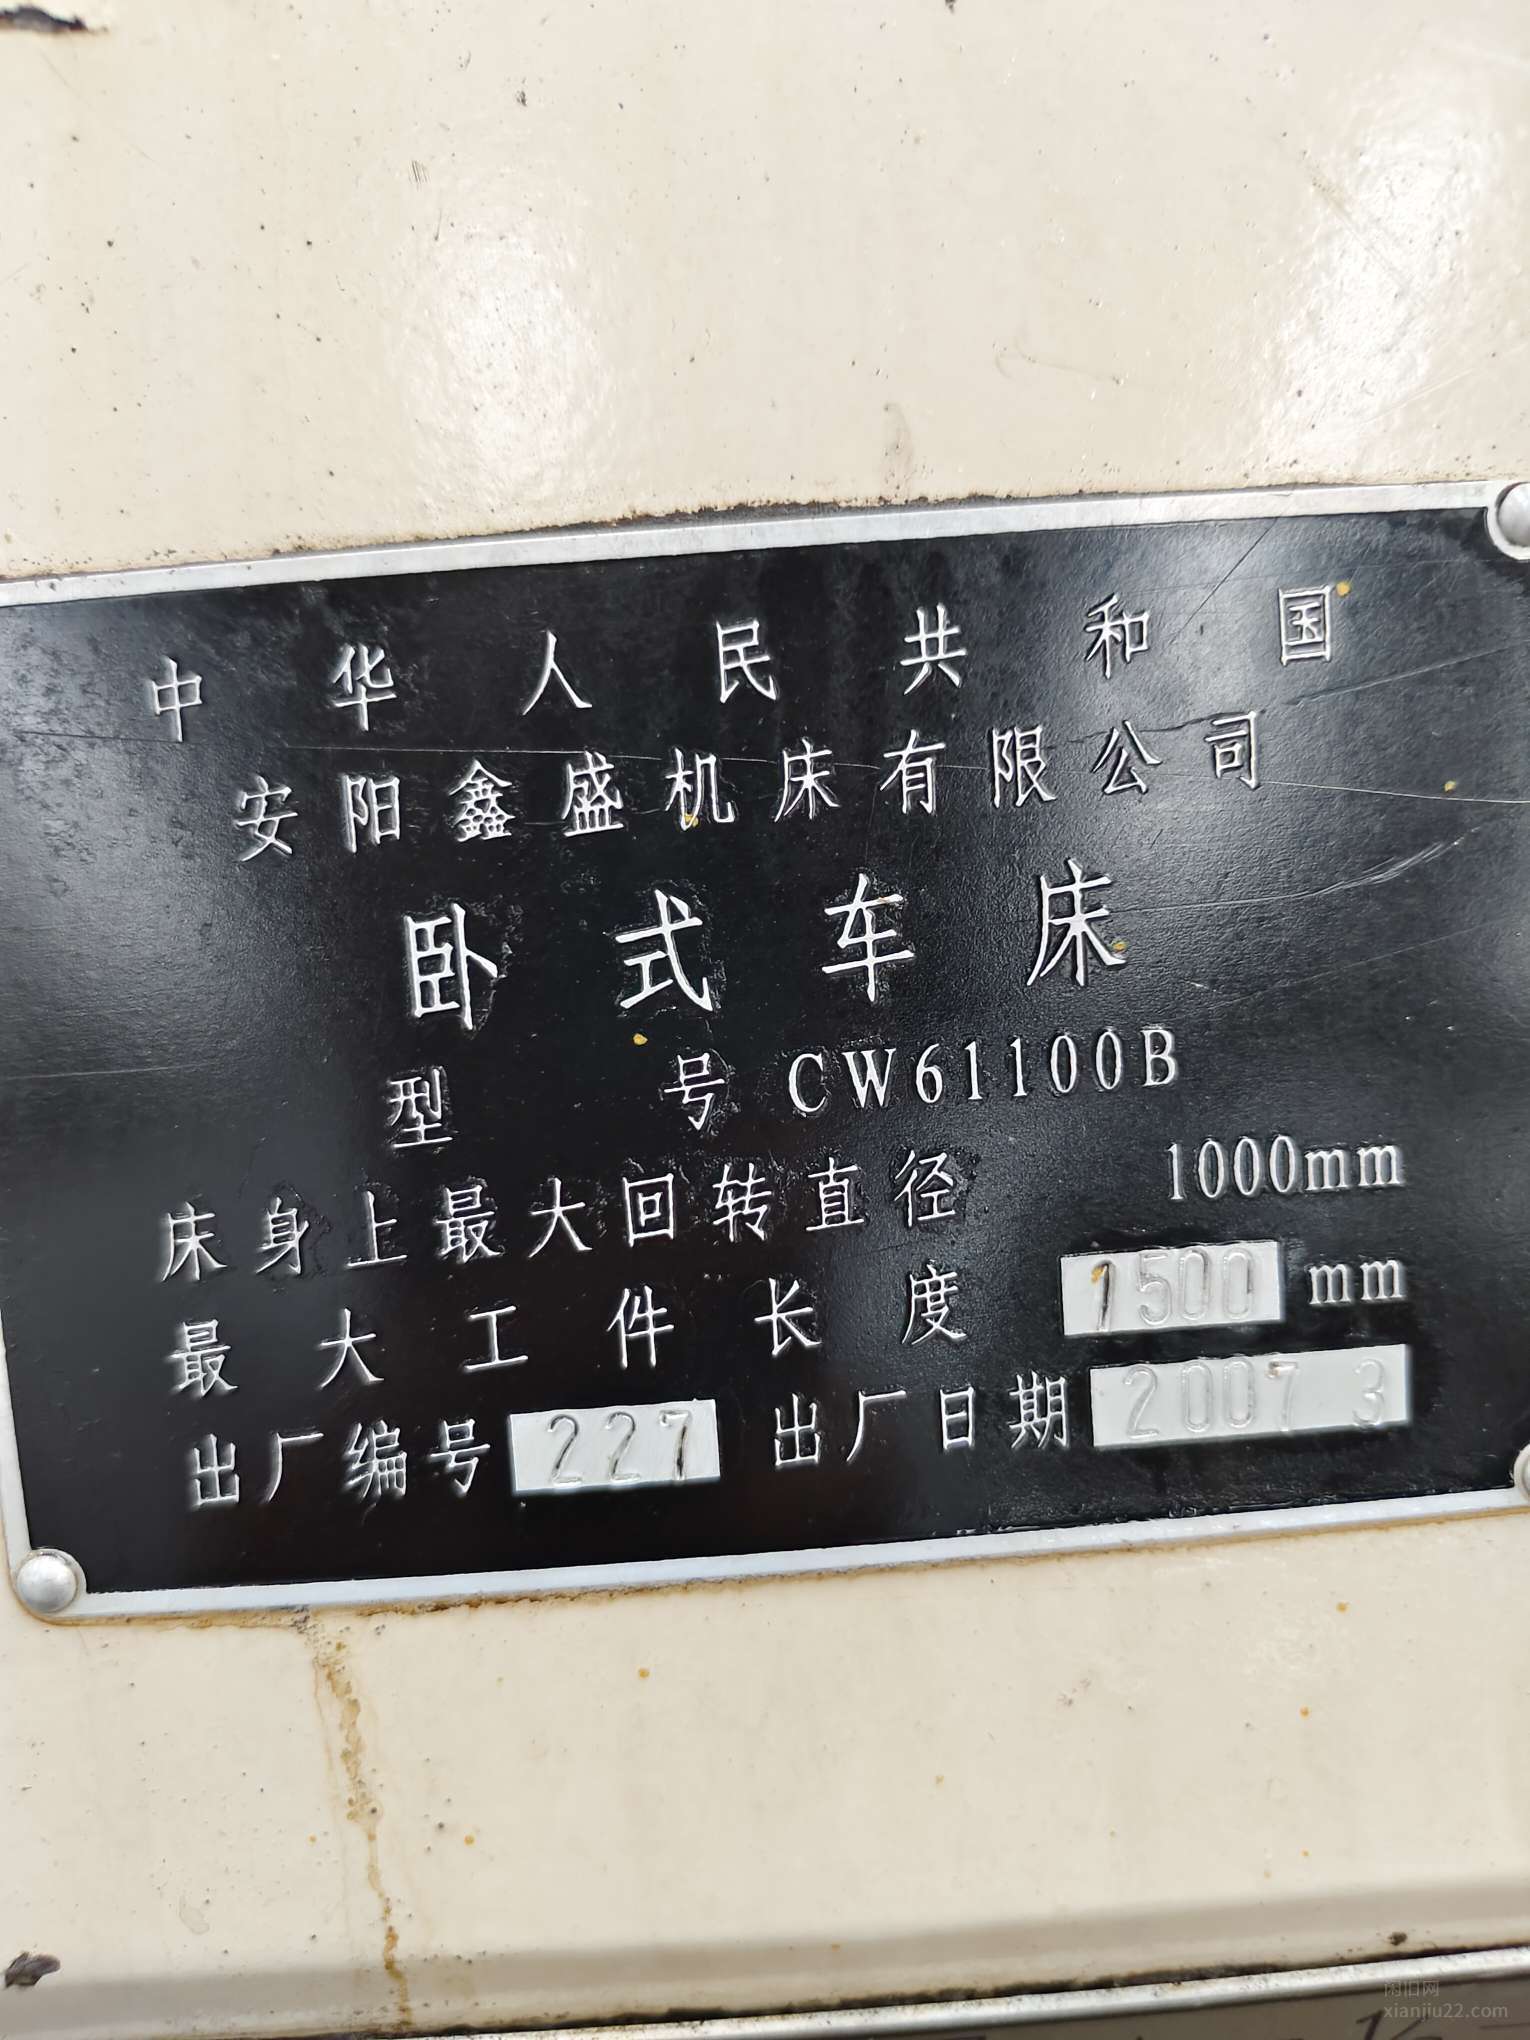 中华人民共和国
安阳鑫盛机床有限公司
卧式车床
型号 CW61100B
床身上最大回转直径 1000mm
最大工件长度 1500 mm
出厂编号 227 出厂日期 2007 3
闲旧网
xianjiu22.com